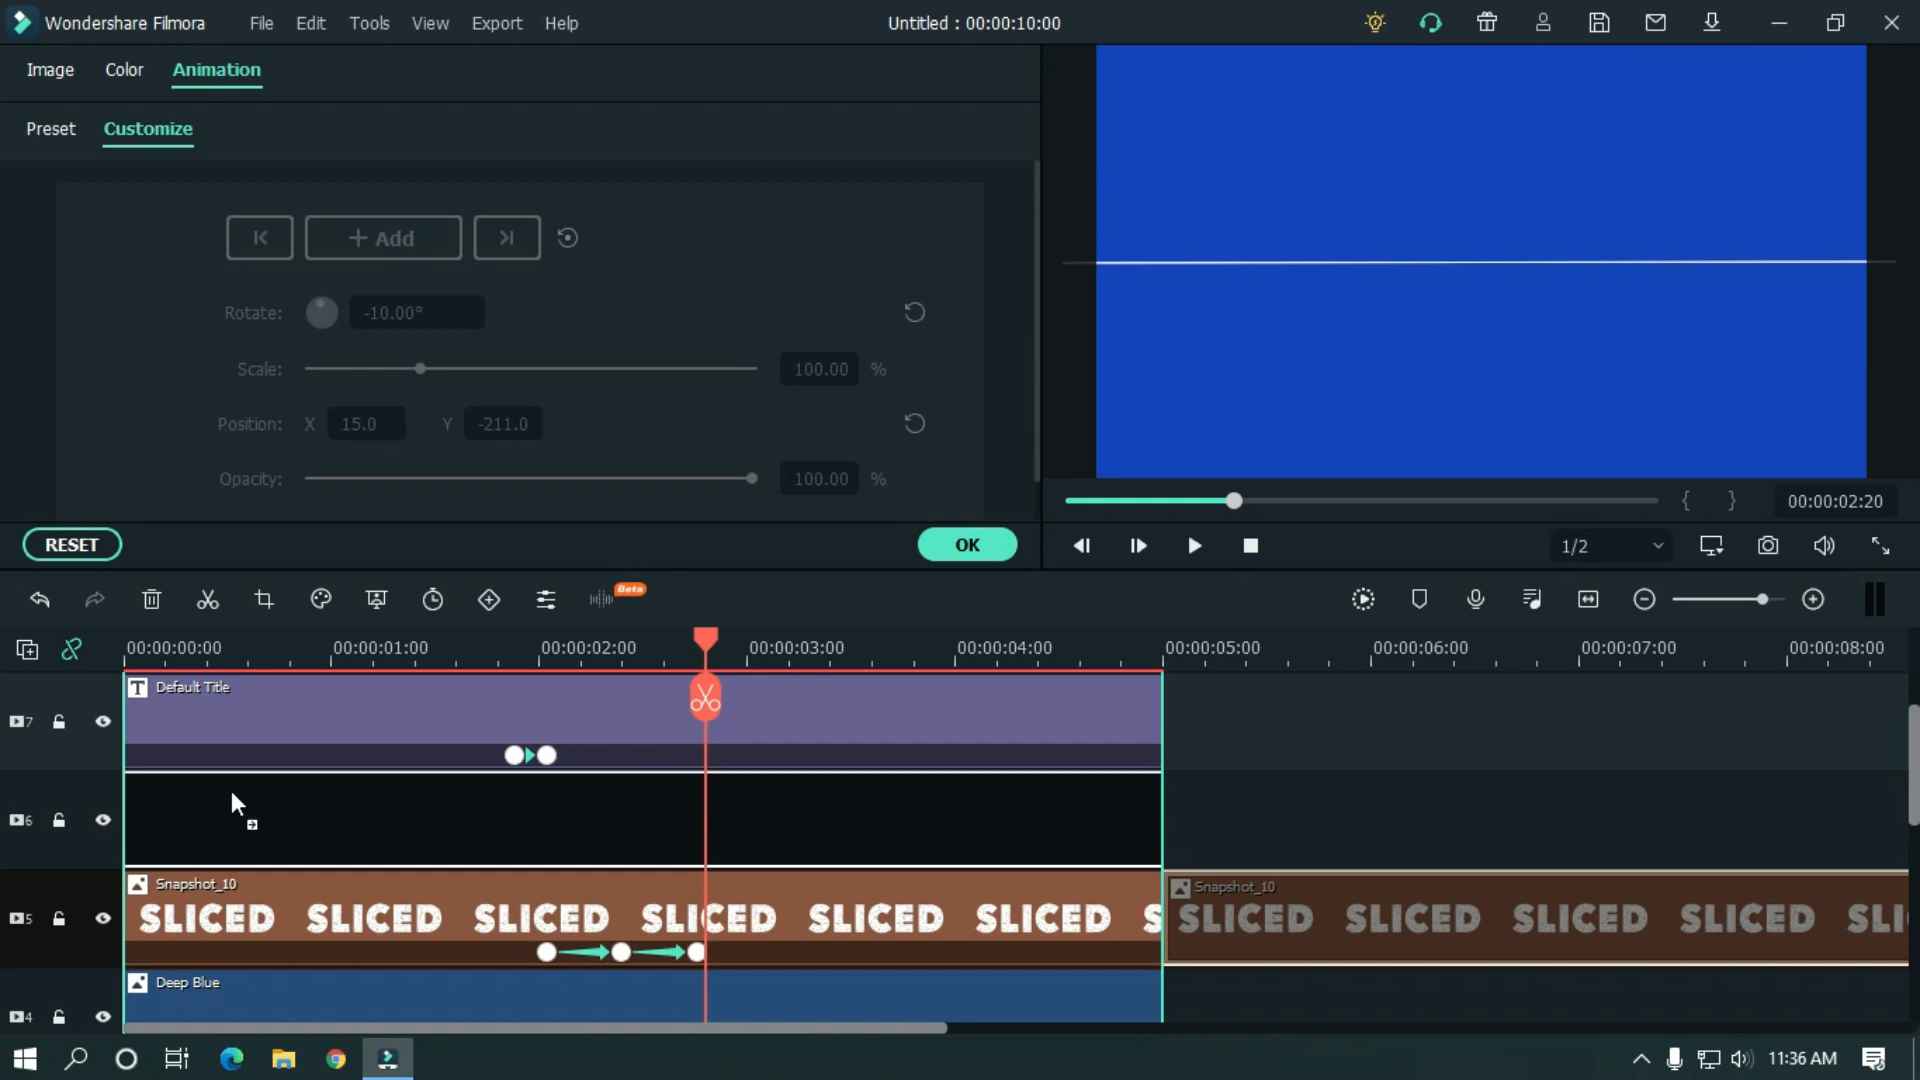 Wondershare Filmora File Edit Tools View Export Help Untitled : 00:00:10:00
Image Color Animation
Preset Customize
Add
Rotate: -10.00°
Scale: 100.00 %
Position: X 15.0 Y -211.0
Opacity: 100.00 %
RESET OK
{ } 00:00:02:20
1/2
Beta
00:00:00:00 00:00:01:00 00:00:02:00 00:00:03:00 00:00:04:00 00:00:05:00 00:00:06:00 00:00:07:00 00:00:08:00
T Default Title
7
6
Snapshot_10 Snapshot_10
5 SLICED SLICED SLICED SLICED SLICED SLICED S SLICED SLICED SLICED SLICED SLI
Deep Blue
4
11:36 AM